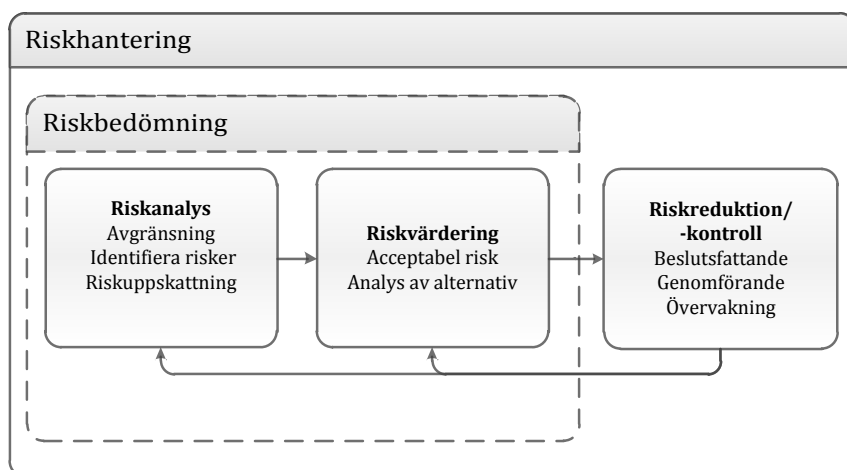 Riskhantering
Riskbedömning
Riskanalys
Avgränsning
Identifiera risker
Riskuppskattning
Riskvärdering
Acceptabel risk
Analys av alternativ
Riskreduktion/
-kontroll
Beslutsfattande
Genomförande
Övervakning